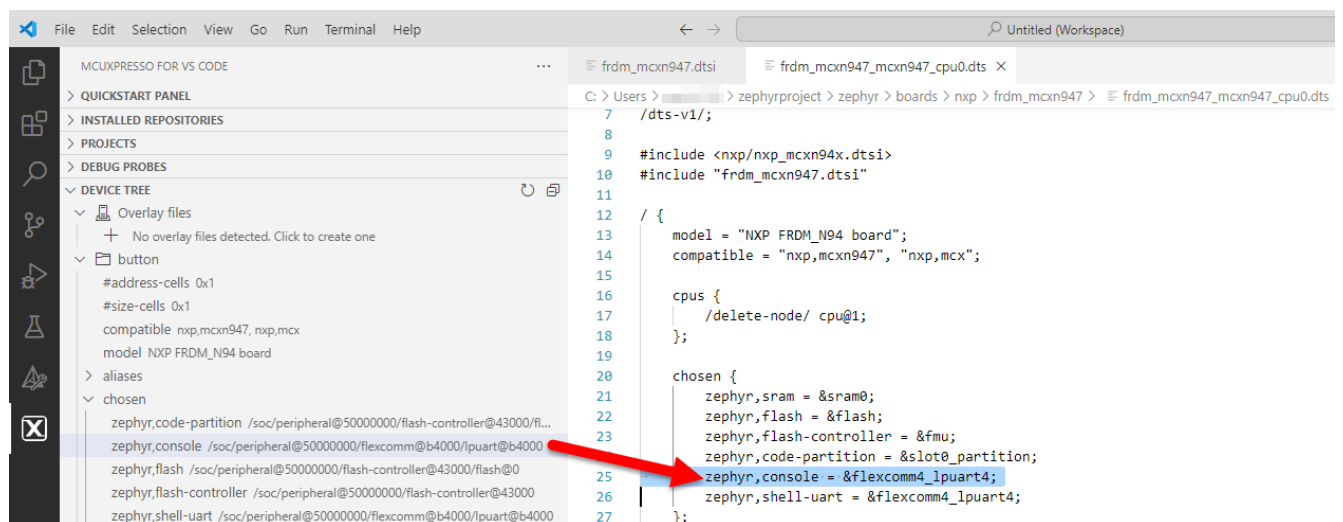 File Edit Selection View Go Run Terminal Help
Untitled (Workspace)
MCUXPRESSO FOR VS CODE
QUICKSTART PANEL
INSTALLED REPOSITORIES
PROJECTS
DEBUG PROBES
DEVICE TREE
Overlay files
No overlay files detected. Click to create one
button
#address-cells 0x1
#size-cells 0x1
compatible nxp,mcxn947, nxp,mcx
model NXP FRDM_N94 board
aliases
chosen
zephyr,code-partition /soc/peripheral@50000000/flash-controller@43000/fl...
zephyr,console /soc/peripheral@50000000/flexcomm@b4000/lpuart@b4000
zephyr,flash /soc/peripheral@50000000/flash-controller@43000/flash@0
zephyr,flash-controller /soc/peripheral@50000000/flash-controller@43000
zephyr,shell-uart /soc/peripheral@50000000/flexcomm@b4000/lpuart@b4000
frdm_mcxn947.dtsi frdm_mcxn947_mcxn947_cpu0.dts
C: > Users > > zephyrproject > zephyr > boards > nxp > frdm_mcxn947 > frdm_mcxn947_mcxn947_cpu0.dts
7 /dts-v1/;
8
9 #include <nxp/nxp_mcxn94x.dtsi>
10 #include "frdm_mcxn947.dtsi"
11
12 / {
13 model = "NXP FRDM_N94 board";
14 compatible = "nxp,mcxn947", "nxp,mcx";
15
16 cpus {
17 /delete-node/ cpu@1;
18 };
19
20 chosen {
21 zephyr,sram = &sram0;
22 zephyr,flash = &flash;
23 zephyr,flash-controller = &fmu;
zephyr,code-partition = &slot0_partition;
25 zephyr,console = &flexcomm4_lpuart4;
26 zephyr,shell-uart = &flexcomm4_lpuart4;
27 };